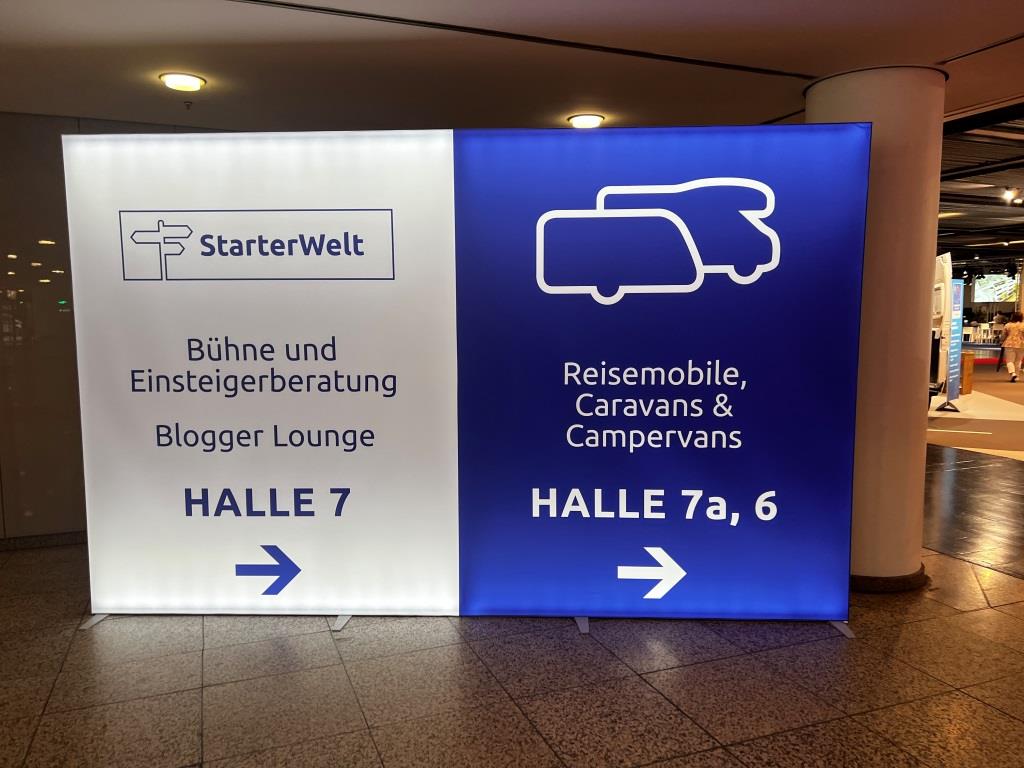 StarterWelt
Bühne und
Einsteigerberatung
Blogger Lounge
HALLE 7
Reisemobile,
Caravans &
Campervans
HALLE 7a, 6